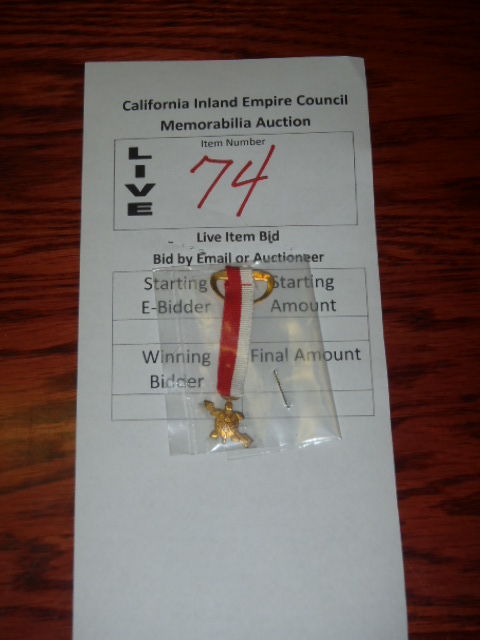 California Inland Empire Council
Memorabilia Auction
Item Number
LIVE
74
Live Item Bid
Bid by Email or Auctioneer
Starting E-Bidder
Starting Amount
Winning Bidder
Final Amount